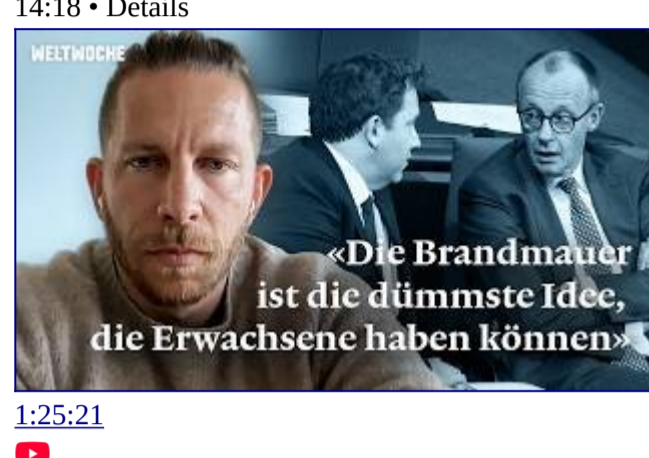 14:18 • Details
WELTWOCHE
«Die Brandmauer
ist die dümmste Idee,
die Erwachsene haben können»
1:25:21